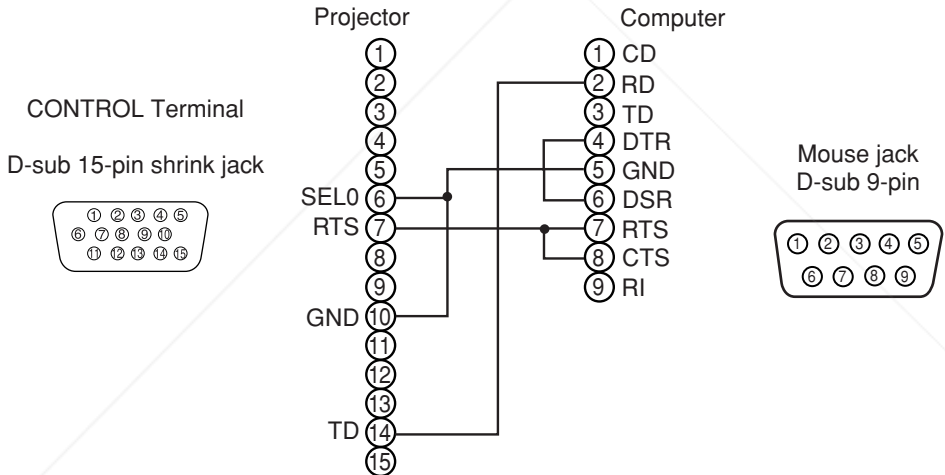 Projector
Computer
CONTROL Terminal
D-sub 15-pin shrink jack
① ② ③ ④ ⑤
⑥ ⑦ ⑧ ⑨ ⑩
⑪ ⑫ ⑬ ⑭ ⑮
①
②
③
④
⑤
SEL0 ⑥
RTS ⑦
⑧
⑨
GND ⑩
⑪
⑫
⑬
TD ⑭
⑮
① CD
② RD
③ TD
④ DTR
⑤ GND
⑥ DSR
⑦ RTS
⑧ CTS
⑨ RI
Mouse jack
D-sub 9-pin
① ② ③ ④ ⑤
⑥ ⑦ ⑧ ⑨